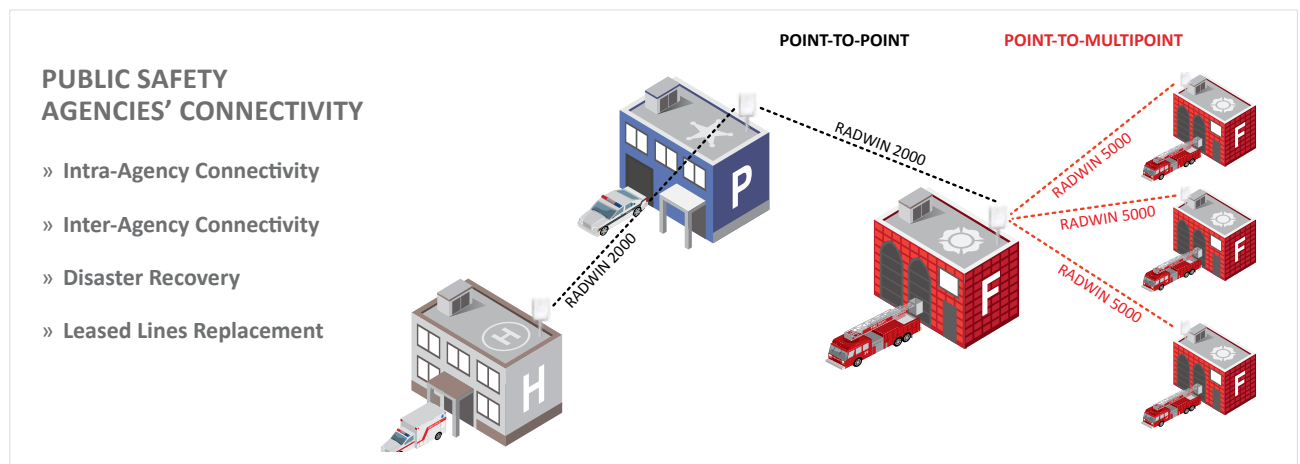 PUBLIC SAFETY
AGENCIES’ CONNECTIVITY
» Intra-Agency Connectivity
» Inter-Agency Connectivity
» Disaster Recovery
» Leased Lines Replacement
POINT-TO-POINT
POINT-TO-MULTIPOINT
RADWIN 2000
RADWIN 2000
RADWIN 5000
RADWIN 5000
RADWIN 5000
H
H
P
F
F
F
F